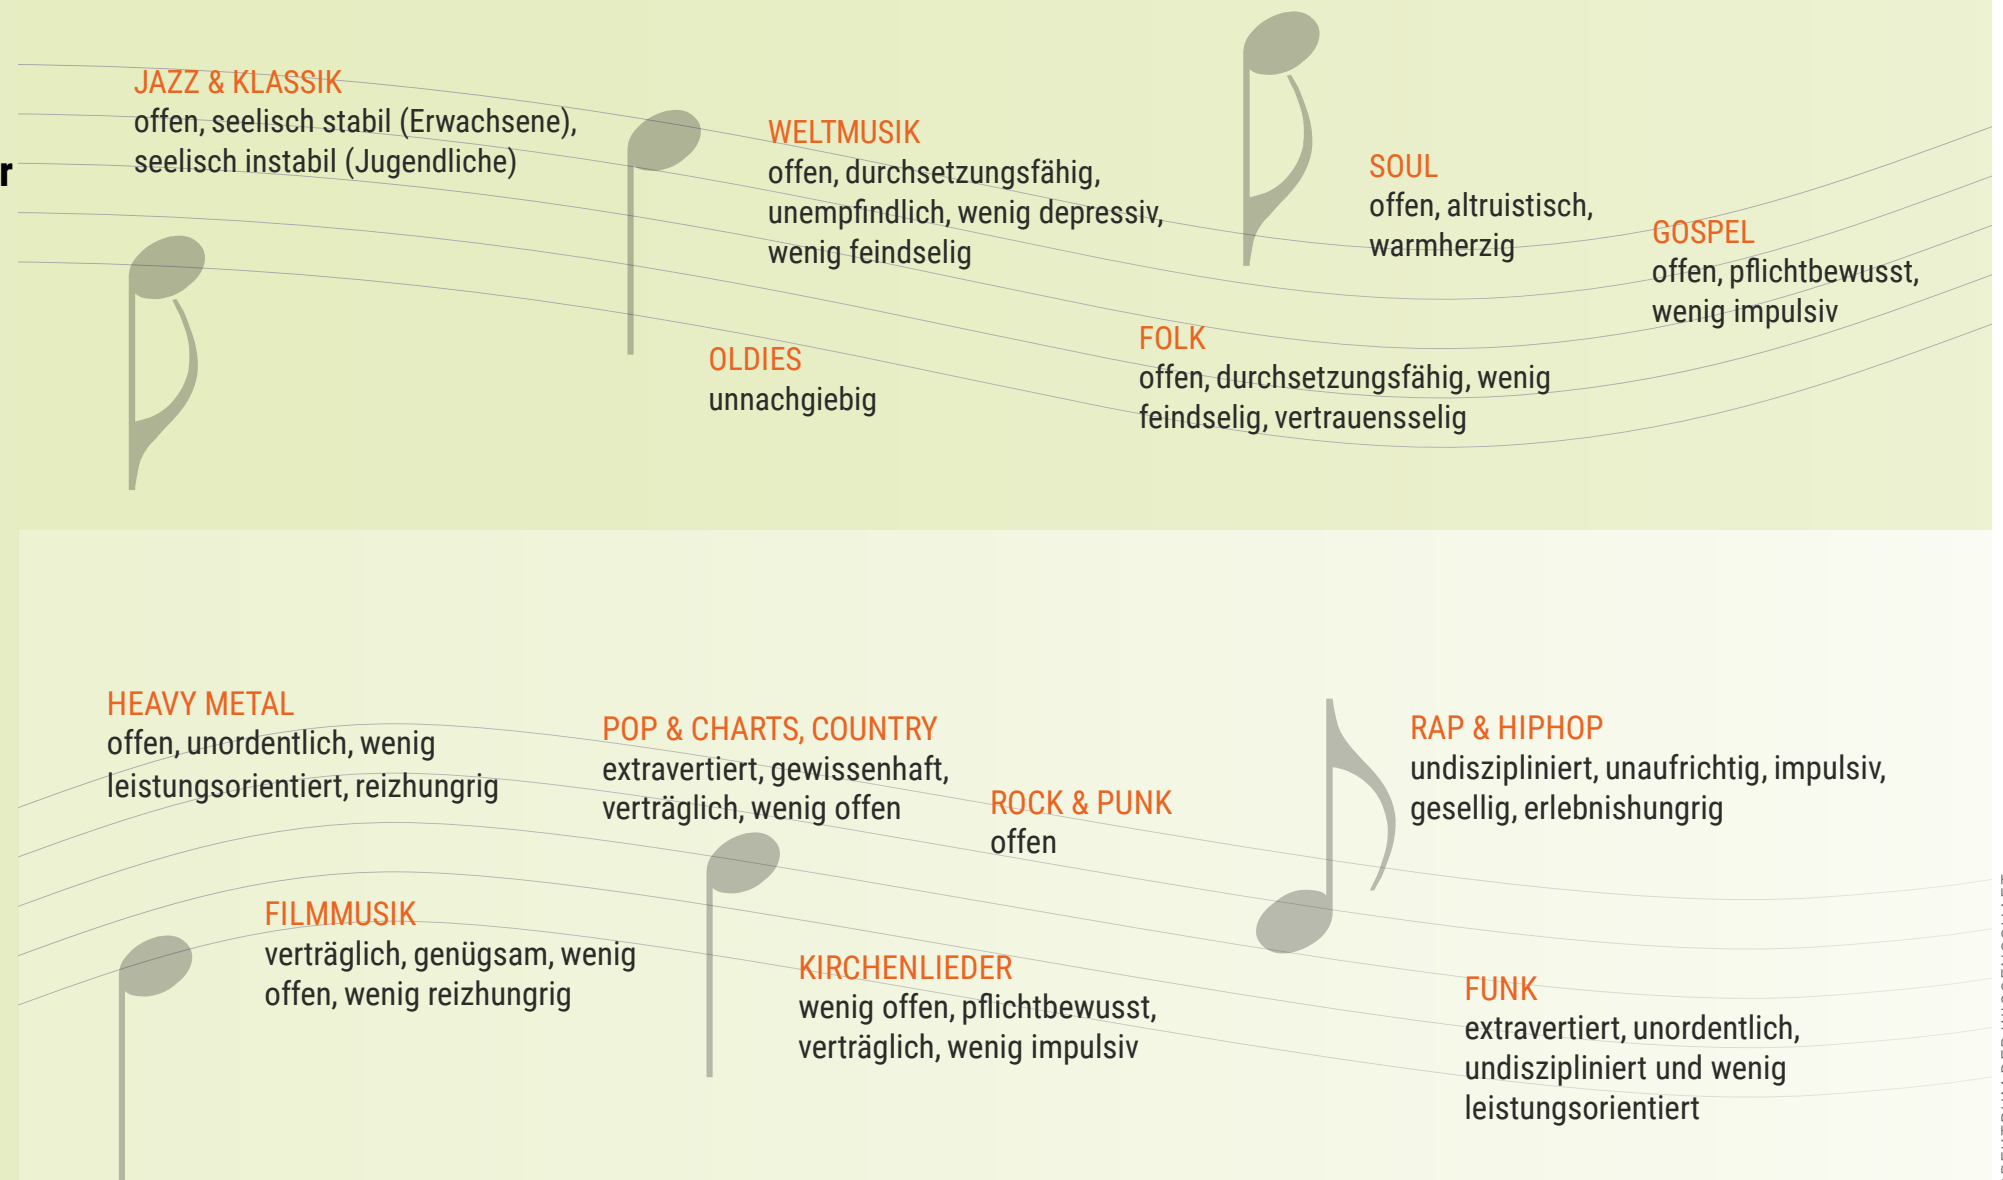 JAZZ & KLASSIK
offen, seelisch stabil (Erwachsene),
seelisch instabil (Jugendliche)
r
WELTMUSIK
offen, durchsetzungsfähig,
unempfindlich, wenig depressiv,
wenig feindselig
SOUL
offen, altruistisch,
warmherzig
GOSPEL
offen, pflichtbewusst,
wenig impulsiv
OLDIES
unnachgiebig
FOLK
offen, durchsetzungsfähig, wenig
feindselig, vertrauensselig
HEAVY METAL
offen, unordentlich, wenig
leistungsorientiert, reizhungrig
POP & CHARTS, COUNTRY
extravertiert, gewissenhaft,
verträglich, wenig offen
ROCK & PUNK
offen
RAP & HIPHOP
undiszipliniert, unaufrichtig, impulsiv,
gesellig, erlebnishungrig
FILMMUSIK
verträglich, genügsam, wenig
offen, wenig reizhungrig
KIRCHENLIEDER
wenig offen, pflichtbewusst,
verträglich, wenig impulsiv
FUNK
extravertiert, unordentlich,
undiszipliniert und wenig
leistungsorientiert